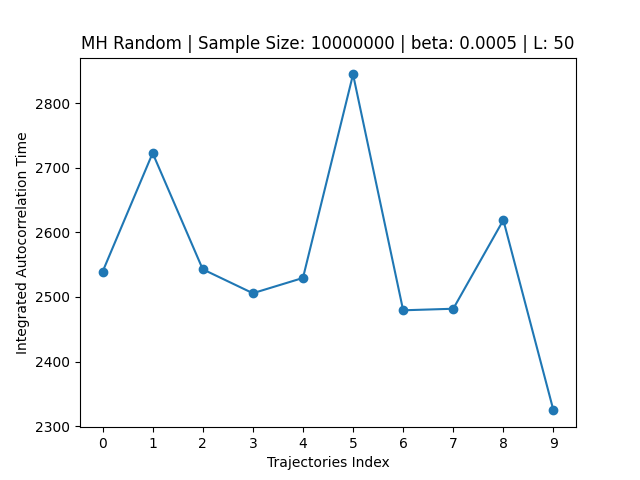 MH Random | Sample Size: 10000000 | beta: 0.0005 | L: 50
Integrated Autocorrelation Time
2800
2700
2600
2500
2400
2300
0 1 2 3 4 5 6 7 8 9
Trajectories Index